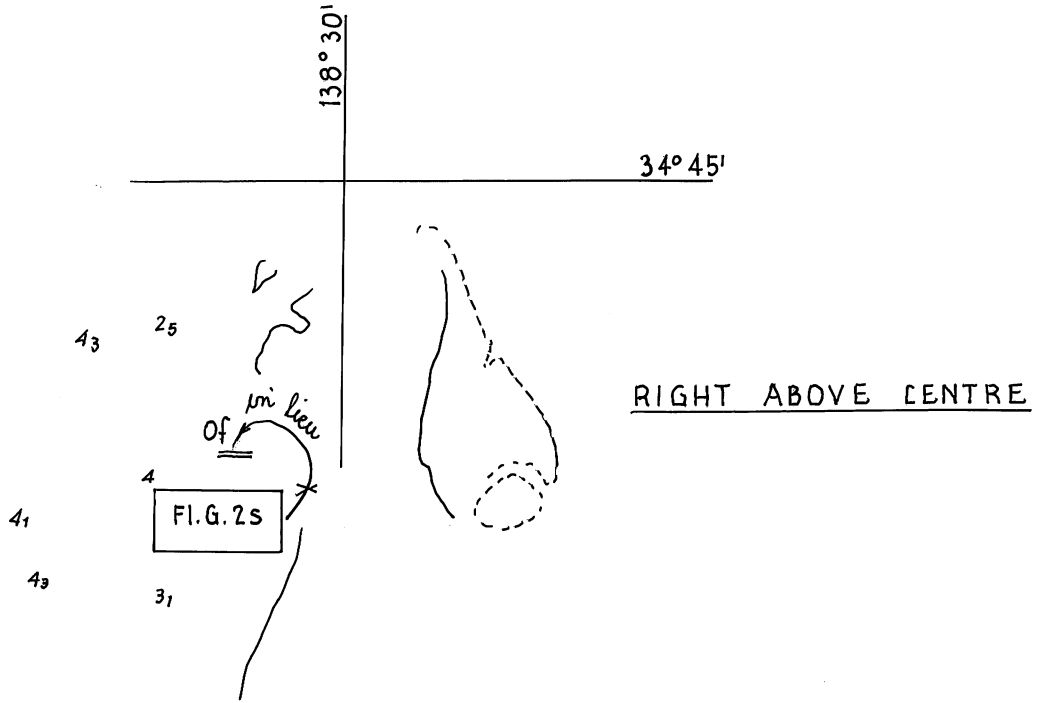 138° 30'
34° 45'
4₃
2₅
RIGHT ABOVE CENTRE
in lieu
Of
4
Fl.G.2s
4₁
4₃
3₁